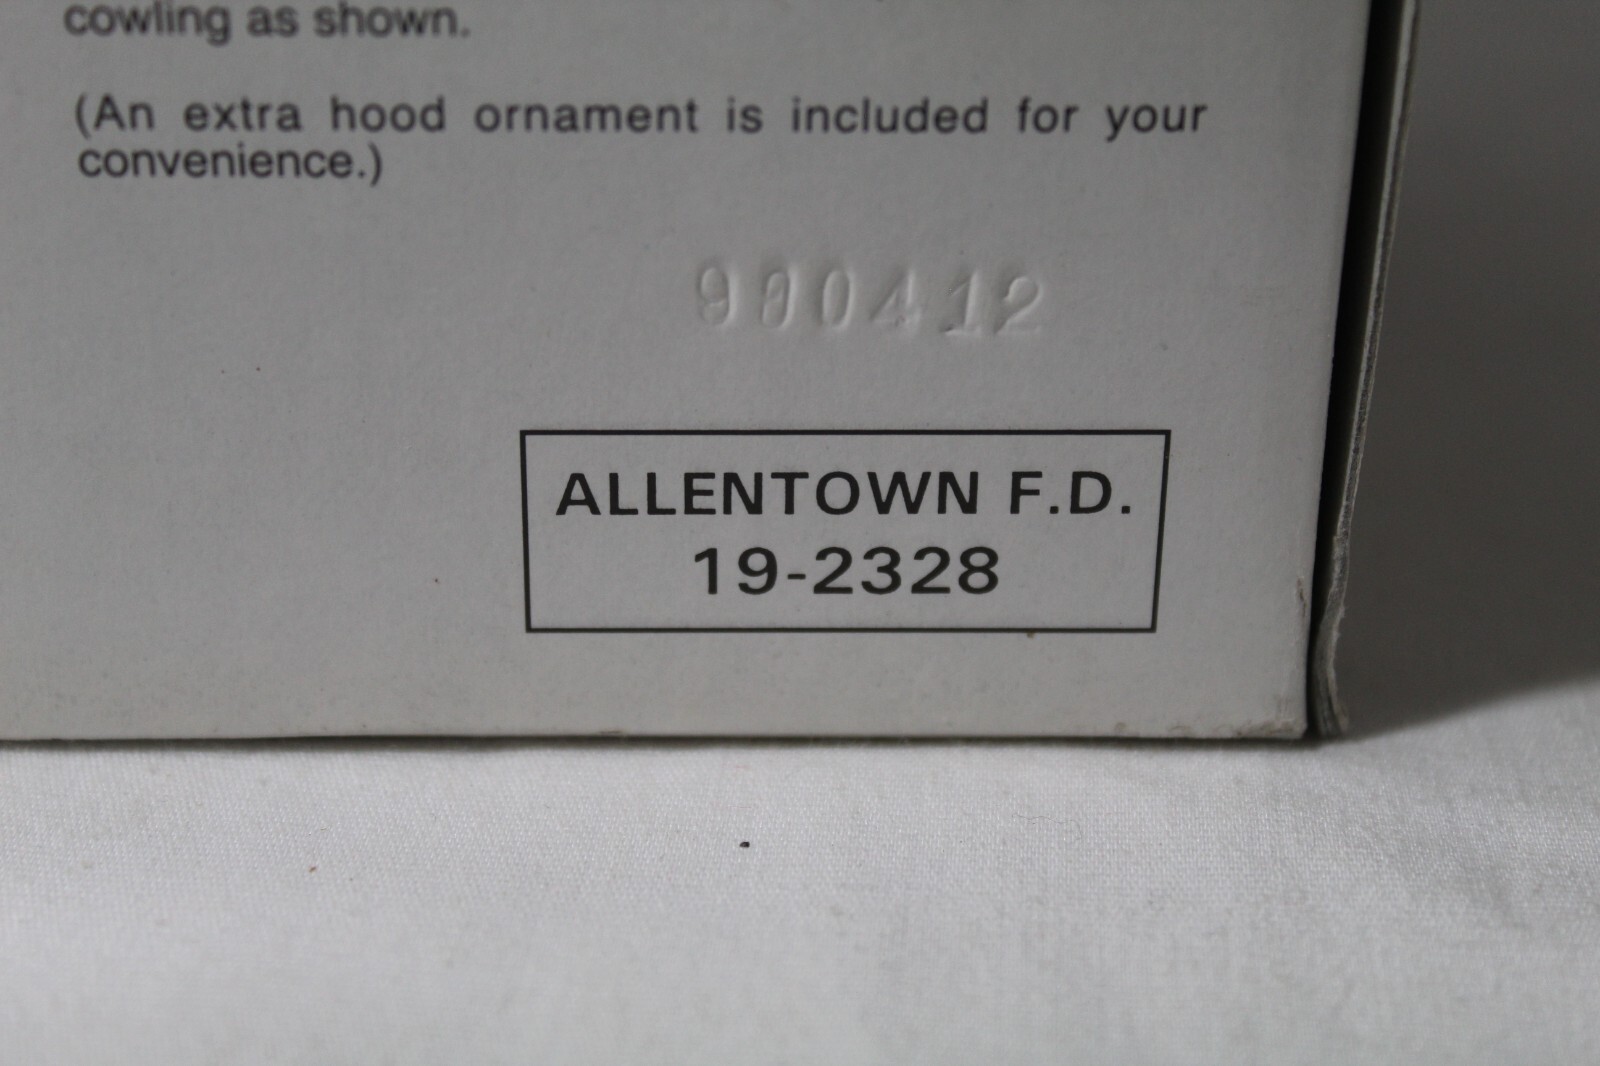 cowling as shown.
(An extra hood ornament is included for your
convenience.)
900412
ALLENTOWN F.D.
19-2328